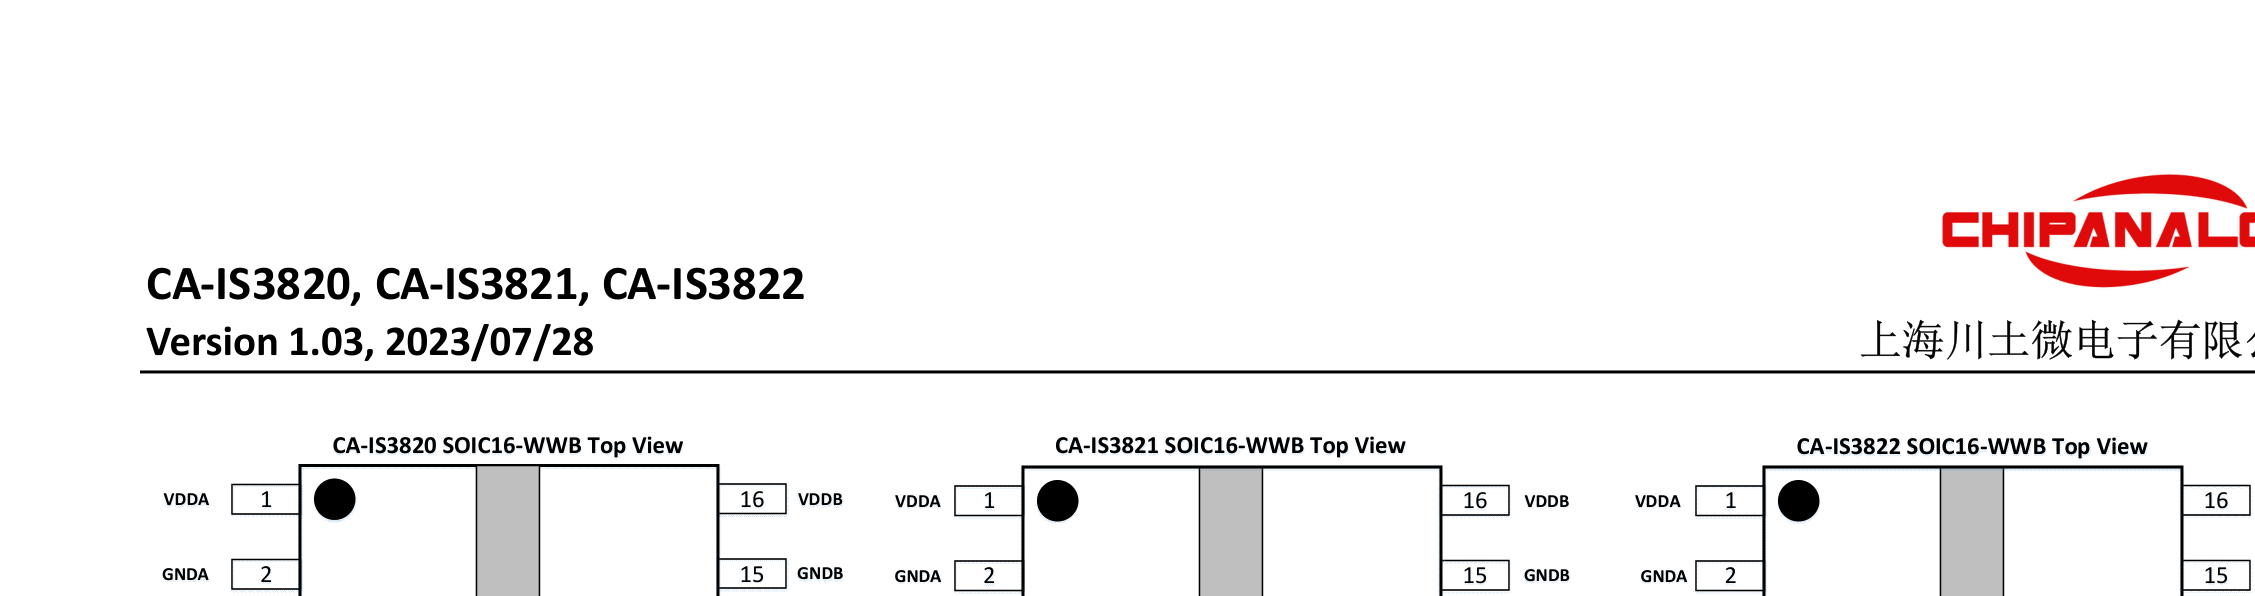 CHIPANALO
CA-IS3820, CA-IS3821, CA-IS3822
Version 1.03, 2023/07/28
上海川土微电子有限公
CA-IS3820 SOIC16-WWB Top View
CA-IS3821 SOIC16-WWB Top View
CA-IS3822 SOIC16-WWB Top View
VDDA 1 16 VDDB VDDA 1 16 VDDB VDDA 1 16
GNDA 2 15 GNDB GNDA 2 15 GNDB GNDA 2 15